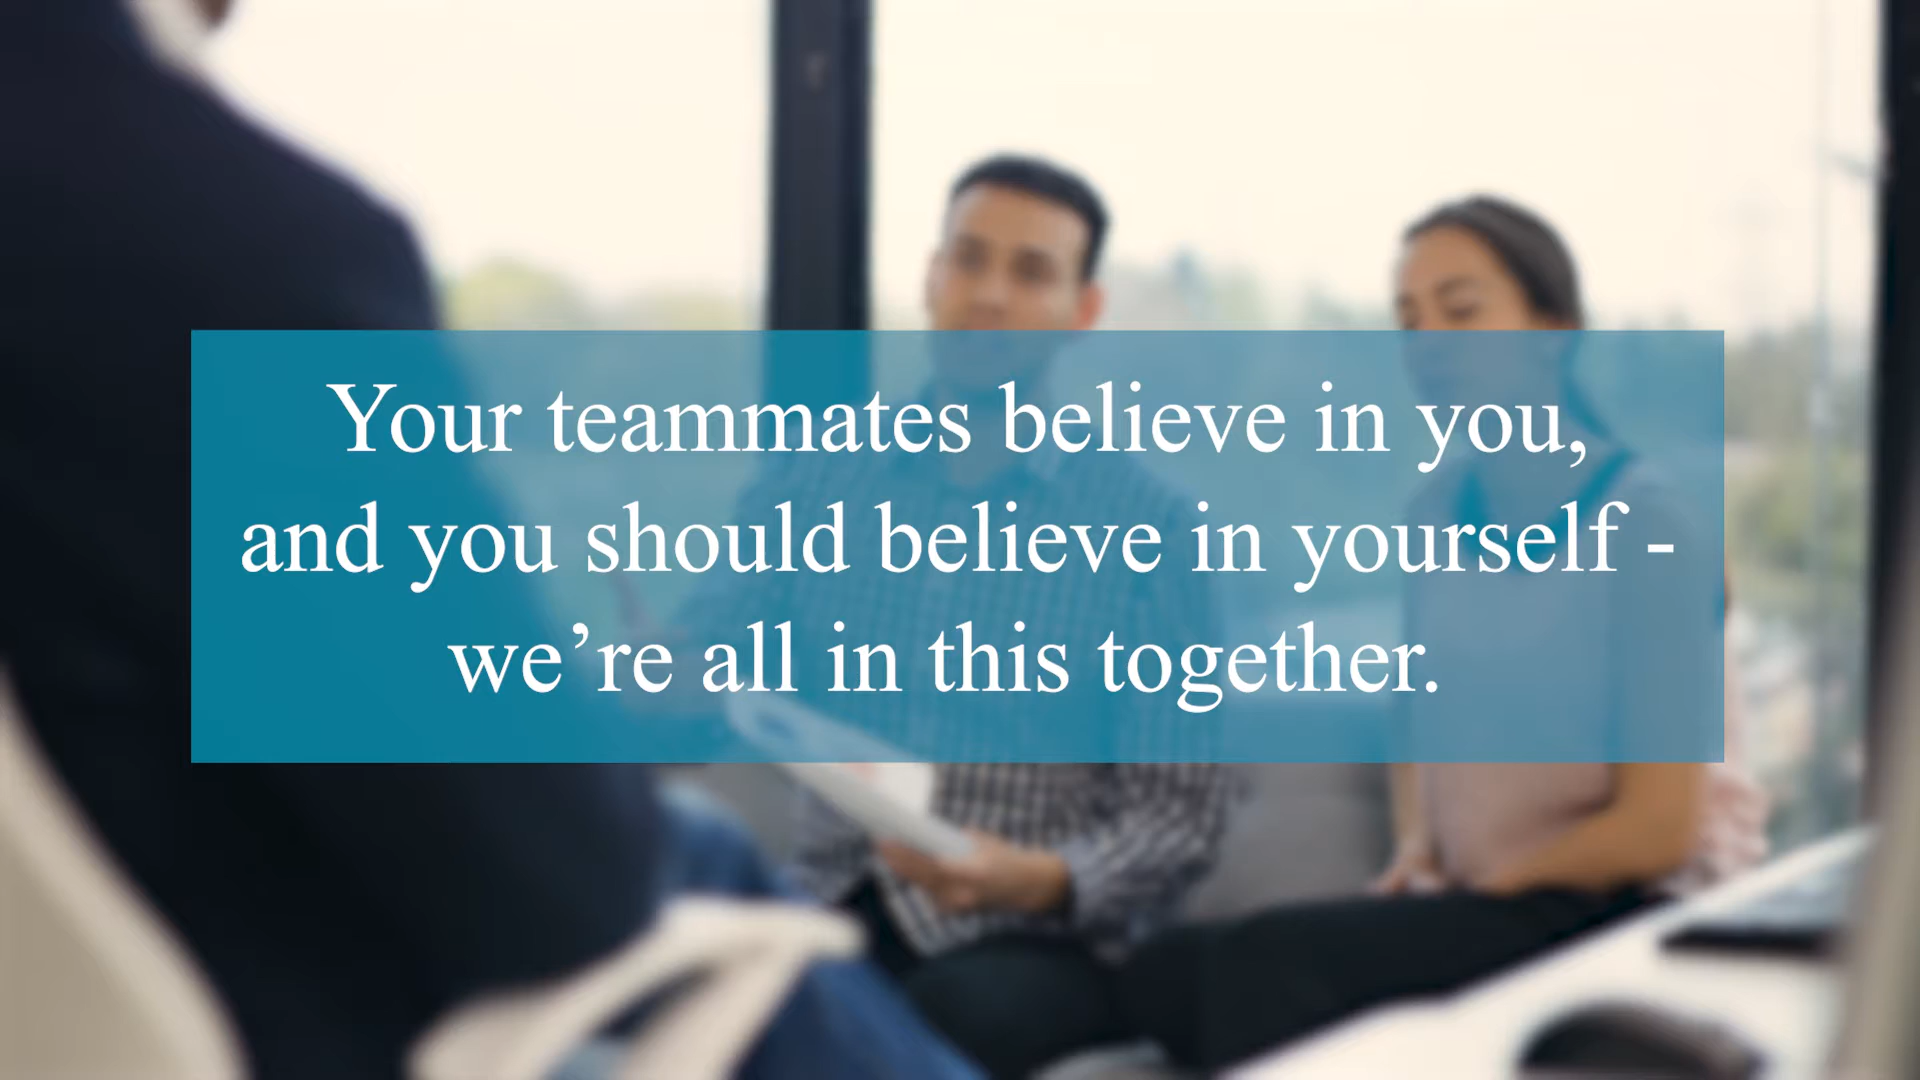 Your teammates believe in you,
and you should believe in yourself -
we’re all in this together.